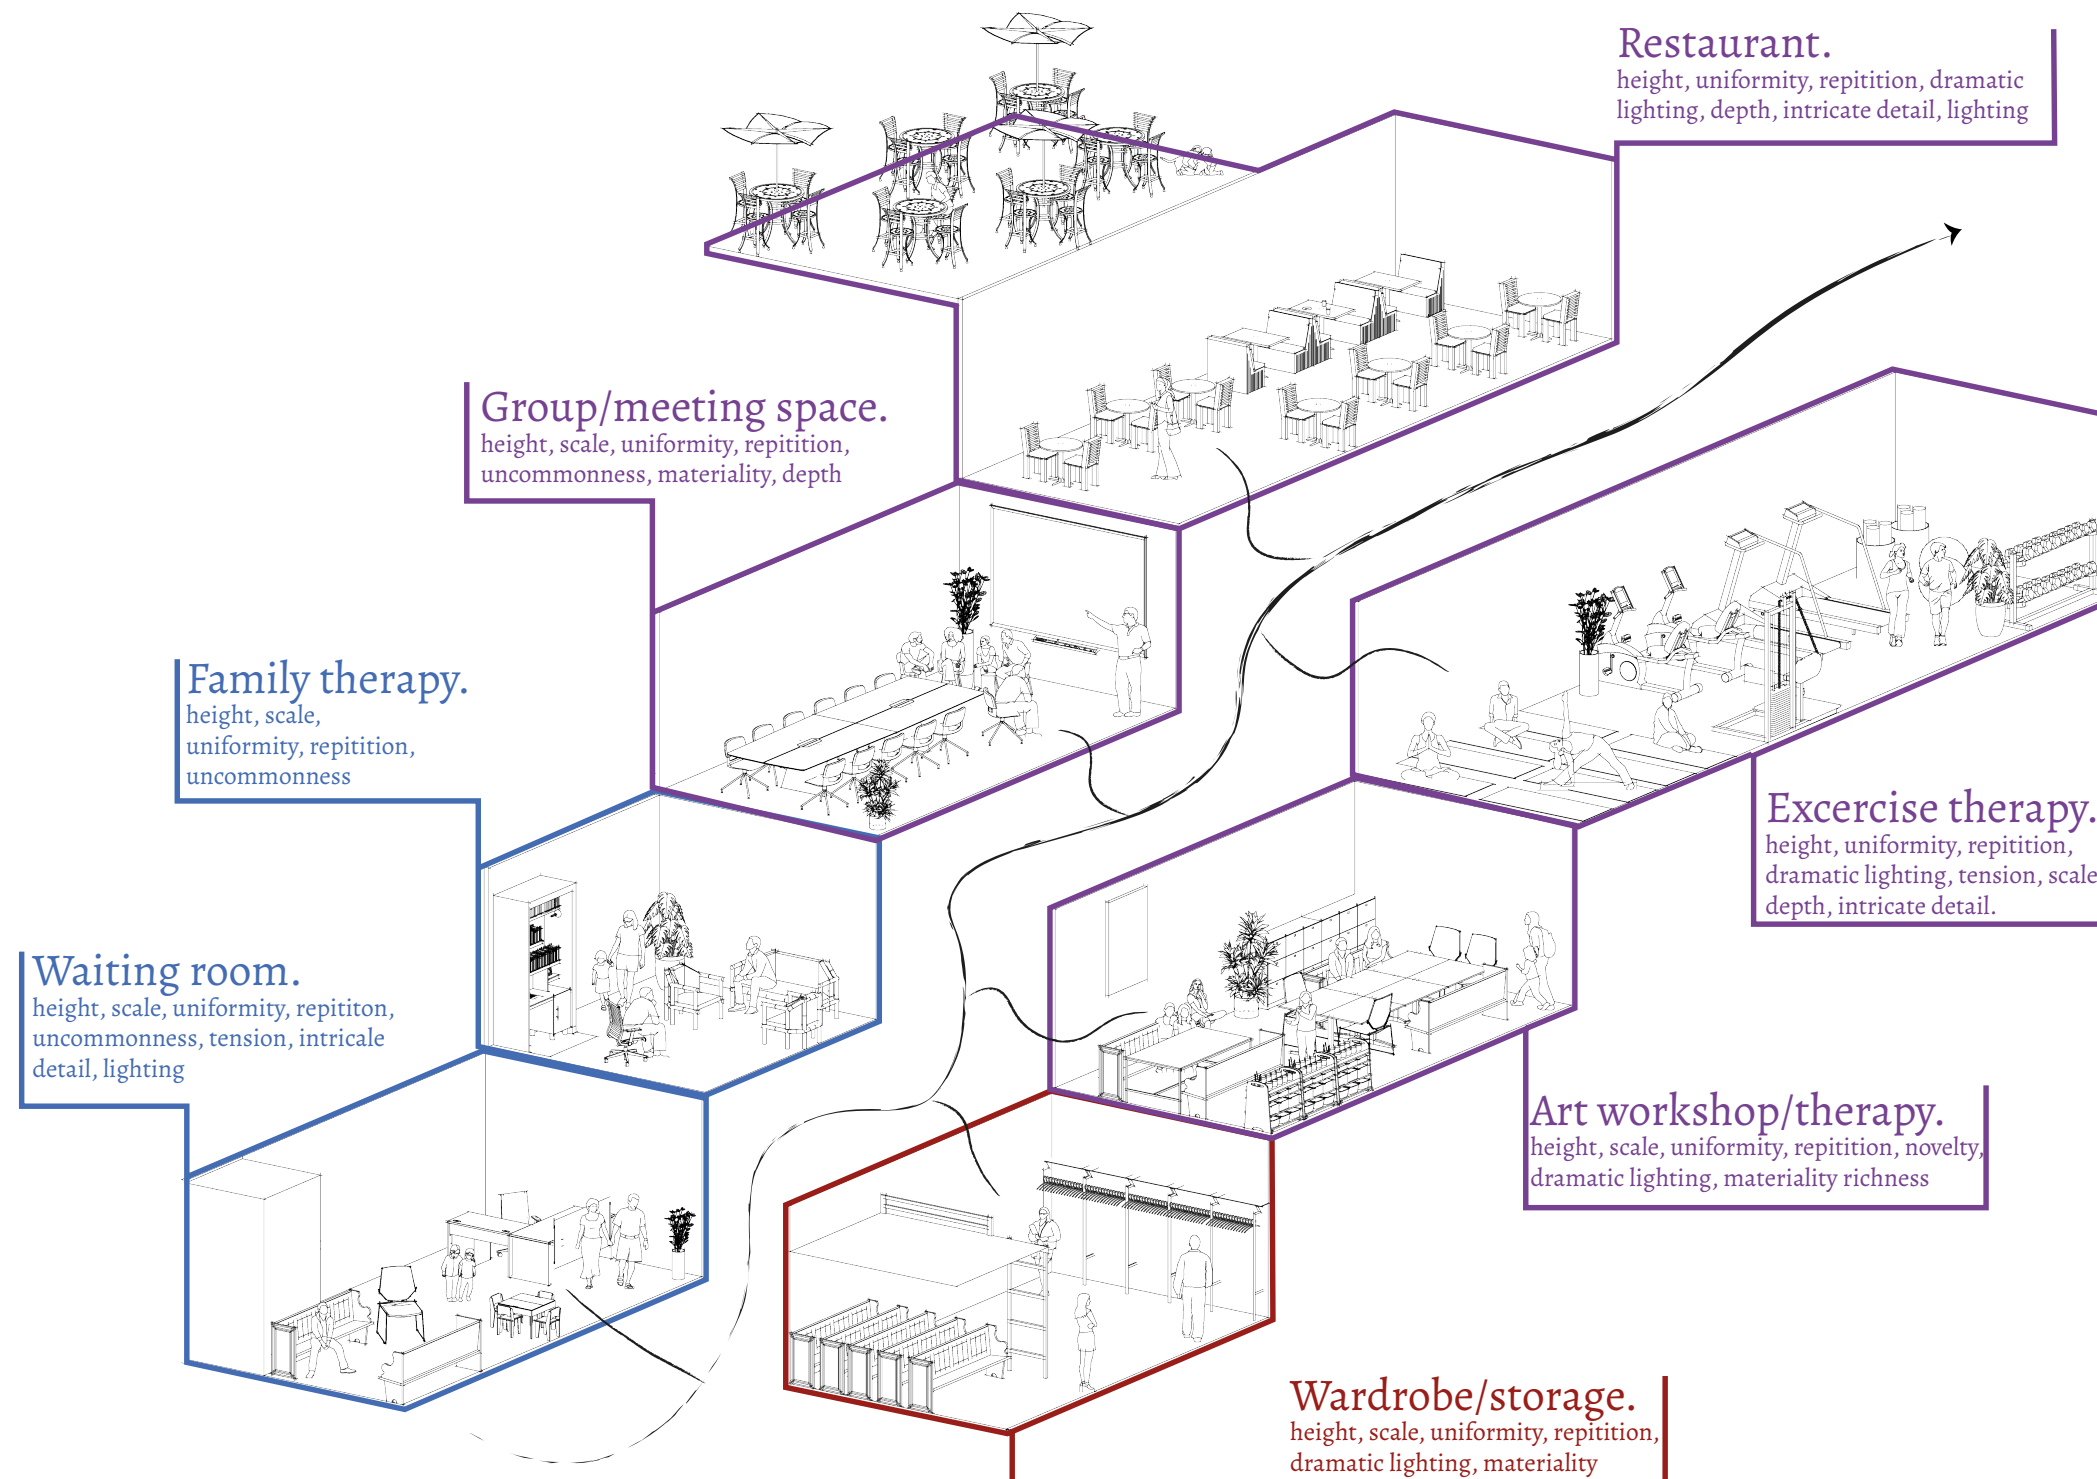 Restaurant.
height, uniformity, repitition, dramatic
lighting, depth, intricate detail, lighting
Group/meeting space.
height, scale, uniformity, repitition,
uncommonness, materiality, depth
Family therapy.
height, scale,
uniformity, repitition,
uncommonness
Excercise therapy.
height, uniformity, repitition,
dramatic lighting, tension, scale
depth, intricate detail.
Waiting room.
height, scale, uniformity, repititon,
uncommonness, tension, intricale
detail, lighting
Art workshop/therapy.
height, scale, uniformity, repitition, novelty,
dramatic lighting, materiality richness
Wardrobe/storage.
height, scale, uniformity, repitition,
dramatic lighting, materiality